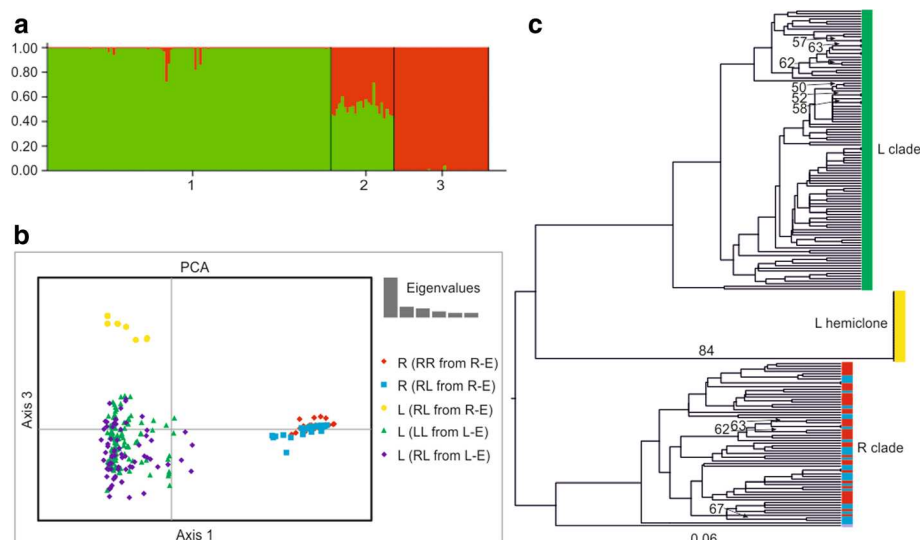 a
1.00
0.80
0.60
0.40
0.20
0.00
1 2 3
b
PCA
Eigenvalues
R (RR from R-E)
R (RL from R-E)
L (RL from R-E)
L (LL from L-E)
L (RL from L-E)
Axis 3
Axis 1
c
57
63
62
50
52
58
L clade
L hemiclone
84
62 63
R clade
67
0.06